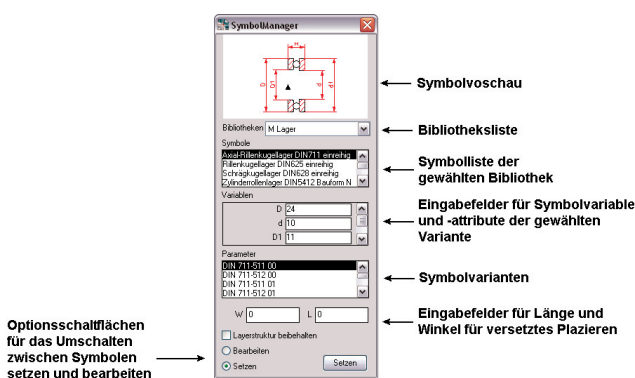 SymbolManager
H
D
D1
d
d1
Symbolvoschau
Bibliotheken M Lager
Bibliotheksliste
Symbole
Axial-Rillenkugellager DIN711 einreihig
Rillenkugellager DIN625 einreihig
Schrägkugellager DIN628 einreihig
Zylinderrollenlager DIN5412 Bauform N
Symbolliste der
gewählten Bibliothek
Variablen
D 24
d 10
D1 11
Eingabefelder für Symbolvariable
und -attribute der gewählten
Variante
Parameter
DIN 711-511 00
DIN 711-512 00
DIN 711-511 01
DIN 711-512 01
Symbolvarianten
W 0 L 0
Eingabefelder für Länge und
Winkel für versetztes Plazieren
Layerstruktur beibehalten
Bearbeiten
Setzen
Setzen
Optionsschaltflächen
für das Umschalten
zwischen Symbolen
setzen und bearbeiten